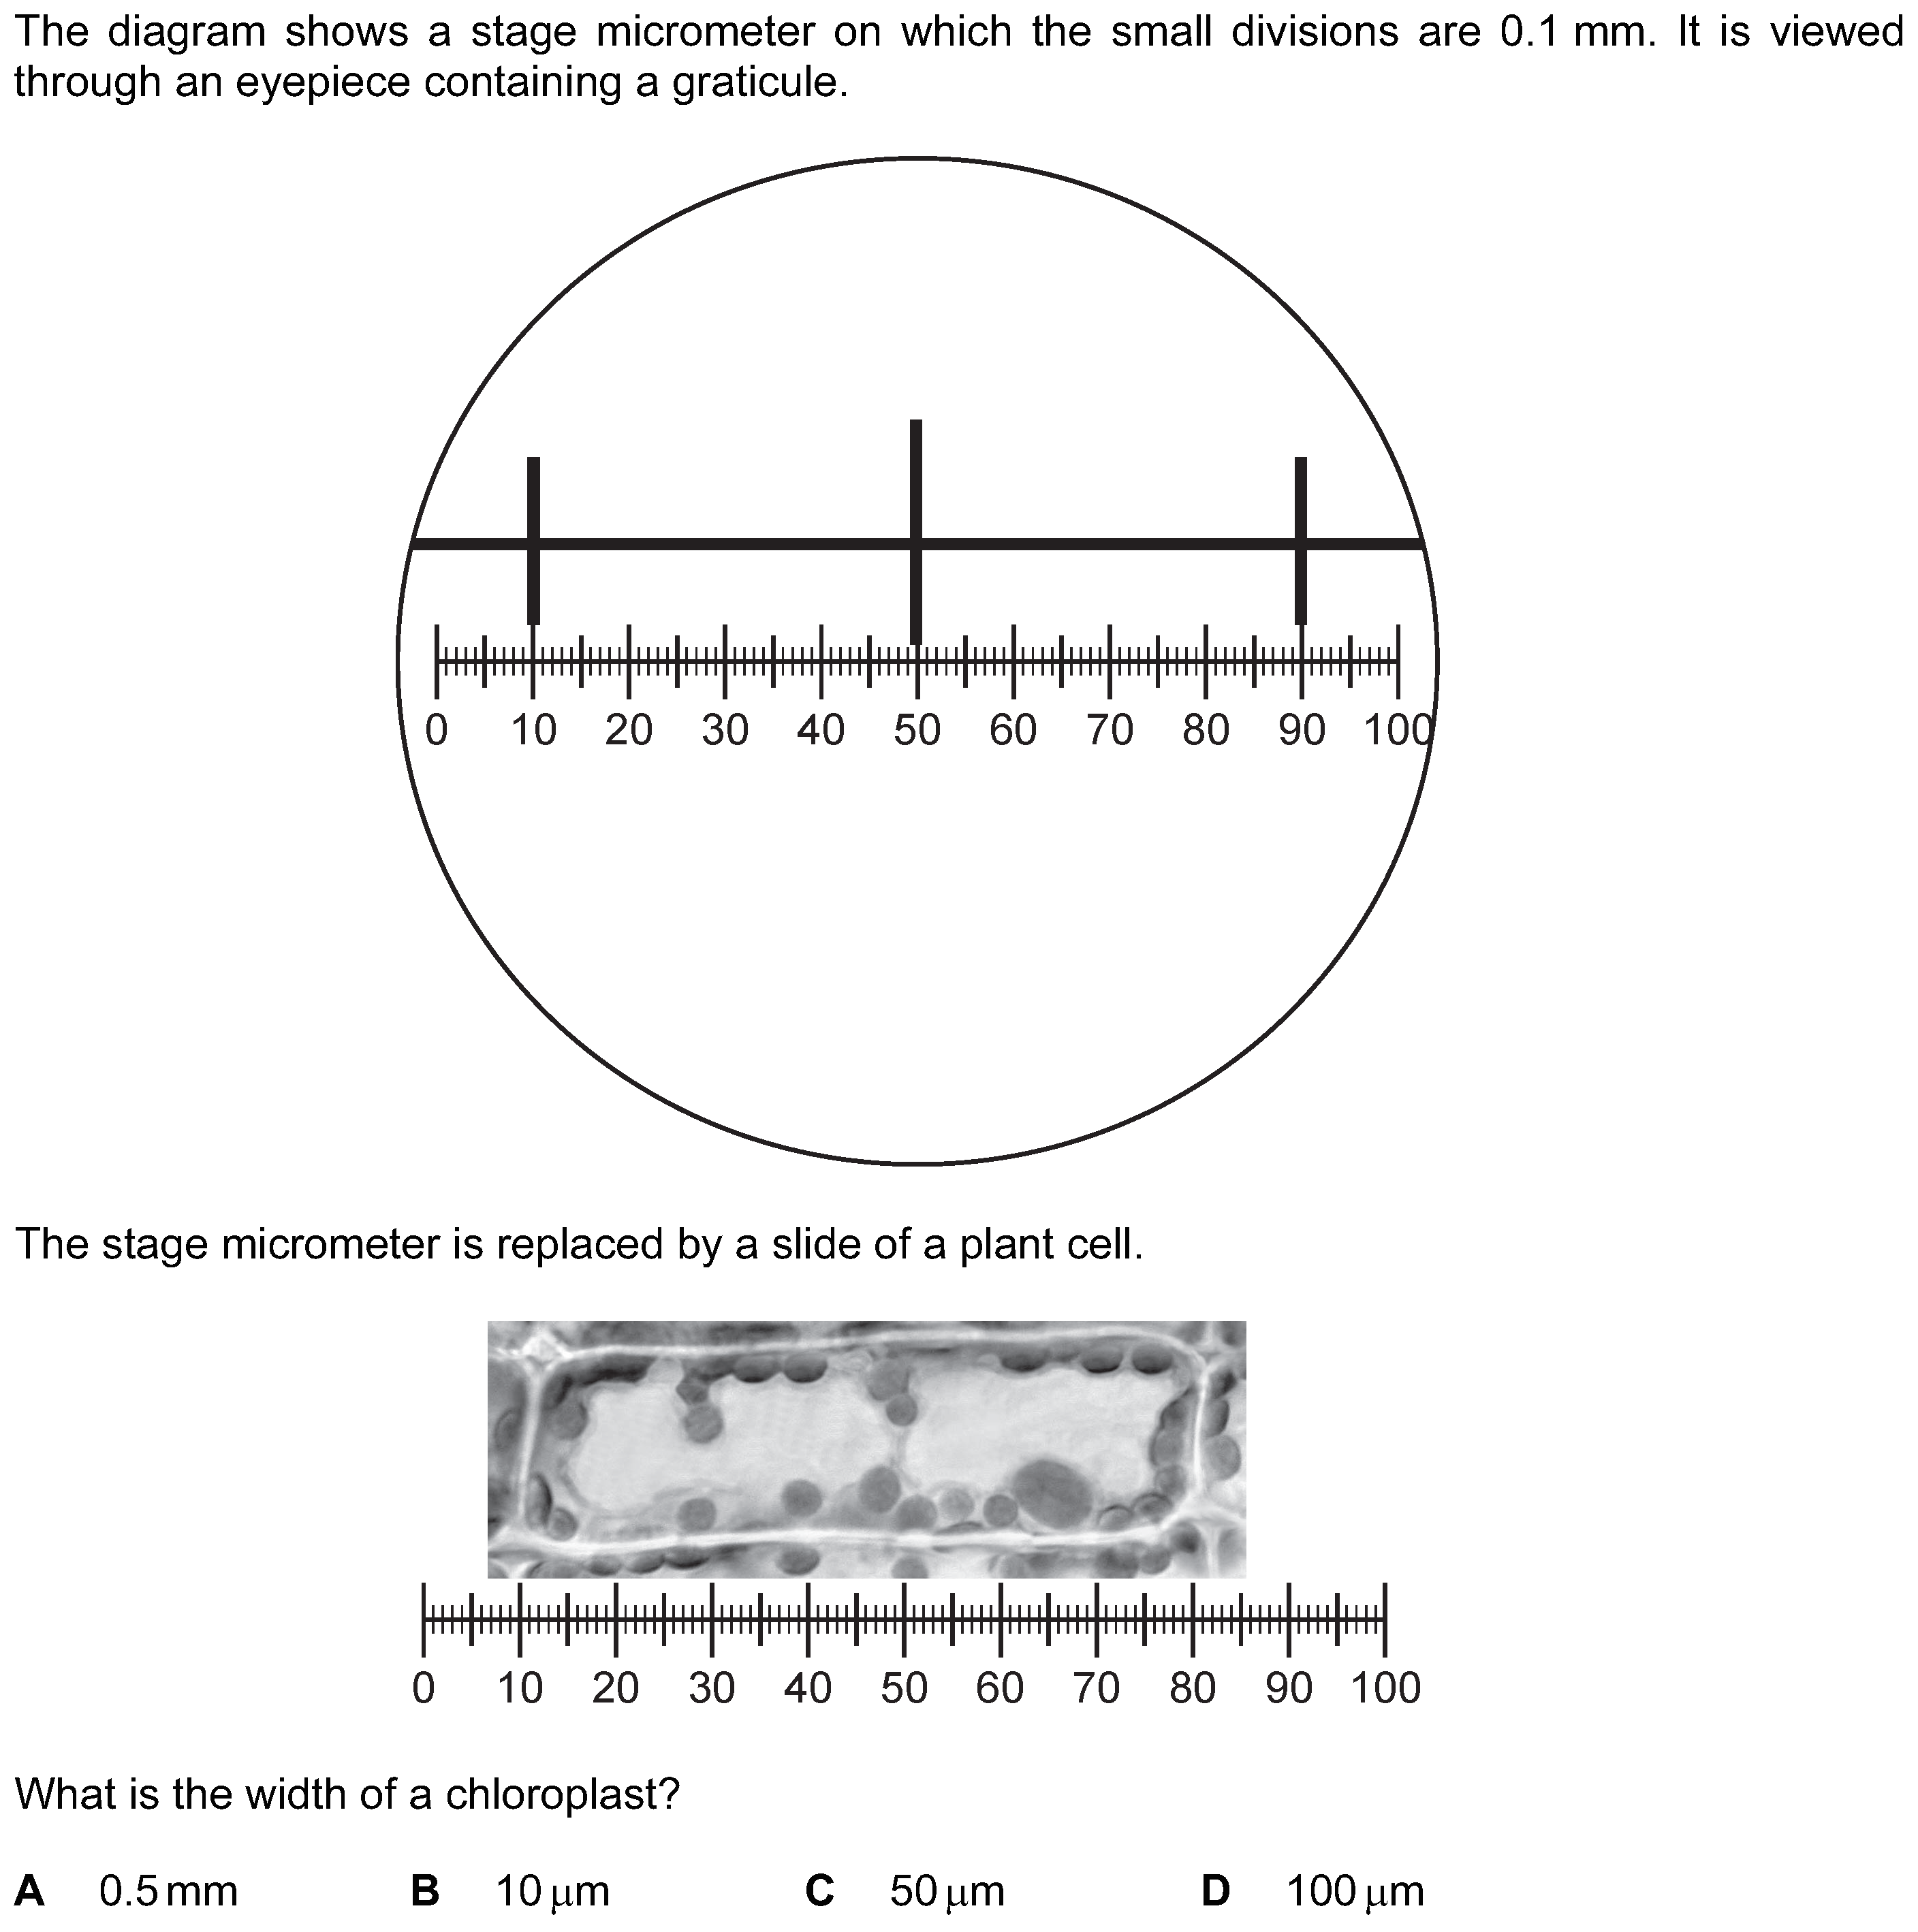 The diagram shows a stage micrometer on which the small divisions are 0.1 mm. It is viewed
through an eyepiece containing a graticule.
0 10 20 30 40 50 60 70 80 90 100
The stage micrometer is replaced by a slide of a plant cell.
0 10 20 30 40 50 60 70 80 90 100
What is the width of a chloroplast?
A 0.5 mm B 10 μm C 50 μm D 100 μm